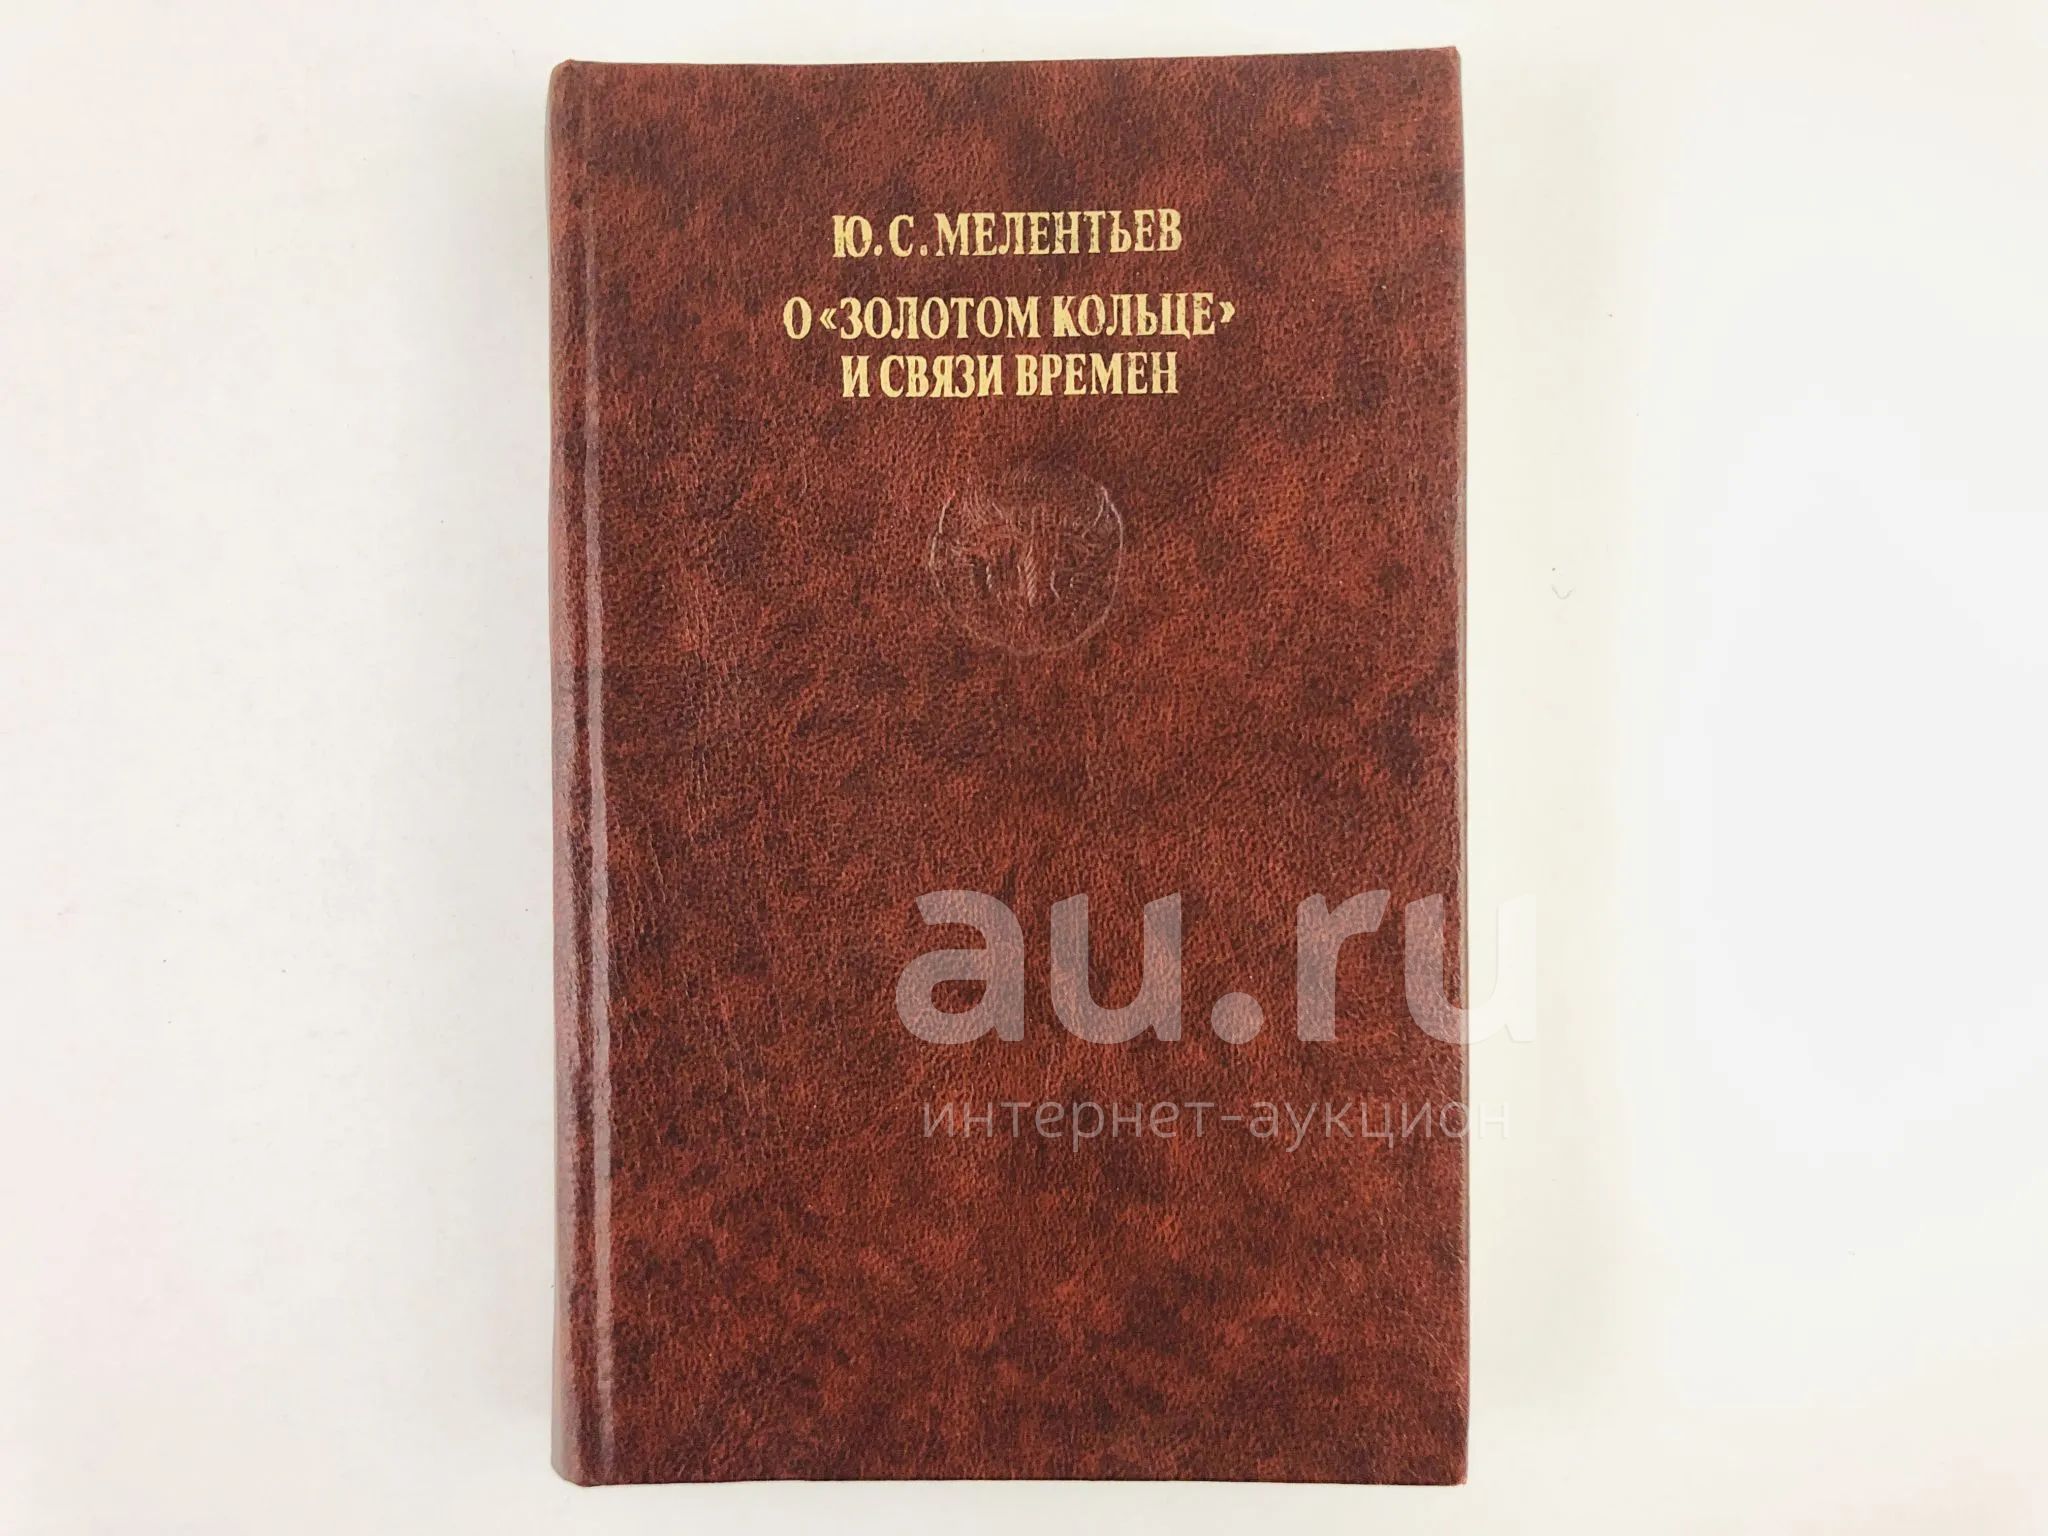 Ю.С.МЕЛЕНТЬЕВ
О«ЗОЛОТОМ КОЛЬЦЕ»
И СВЯЗИ ВРЕМЕН
au.ru
интернет-аукцион